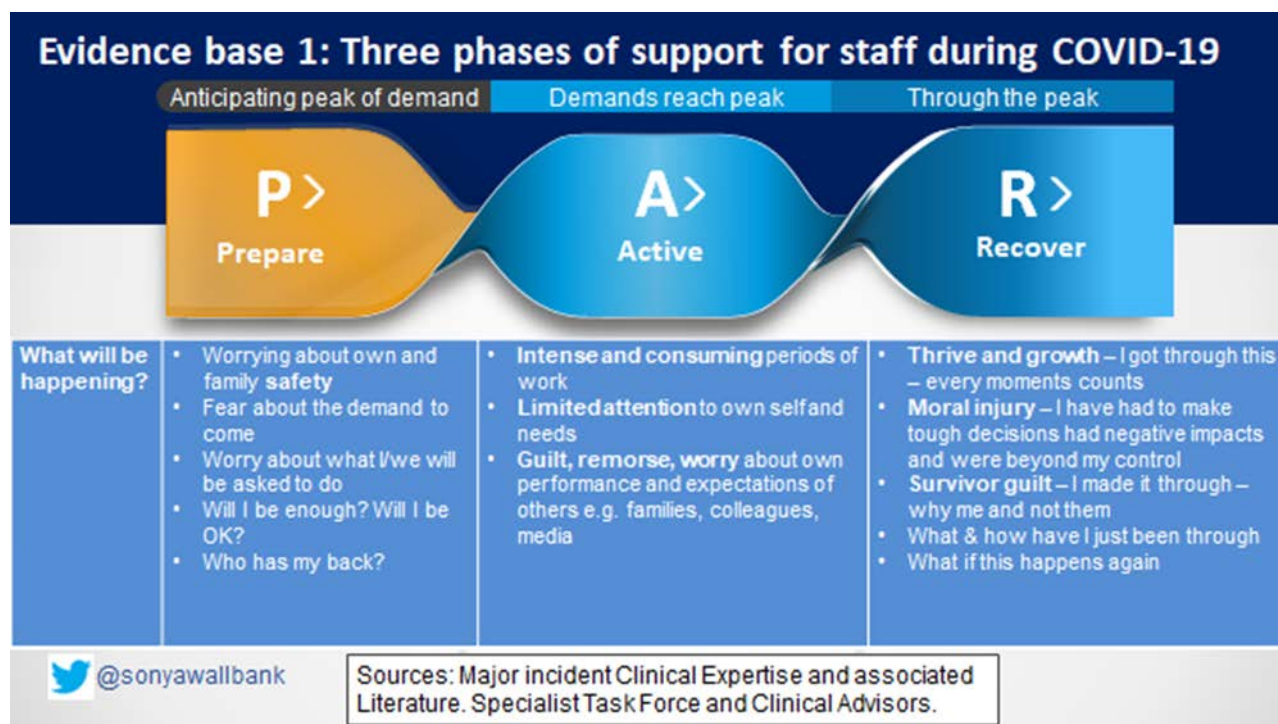 Evidence base 1: Three phases of support for staff during COVID-19
Anticipating peak of demand
Demands reach peak
Through the peak
P>
Prepare
A>
Active
R>
Recover
What will be
happening?
• Worrying about own and
family safety
• Fear about the demand to
come
• Worry about what I/we will
be asked to do
• Will I be enough? Will I be
OK?
• Who has my back?
• Intense and consuming periods of
work
• Limited attention to own self and
needs
• Guilt, remorse, worry about own
performance and expectations of
others e.g. families, colleagues,
media
• Thrive and growth – I got through this
– every moments counts
• Moral injury – I have had to make
tough decisions had negative impacts
and were beyond my control
• Survivor guilt – I made it through –
why me and not them
• What & how have I just been through
• What if this happens again
@sonyawallbank
Sources: Major incident Clinical Expertise and associated
Literature. Specialist Task Force and Clinical Advisors.